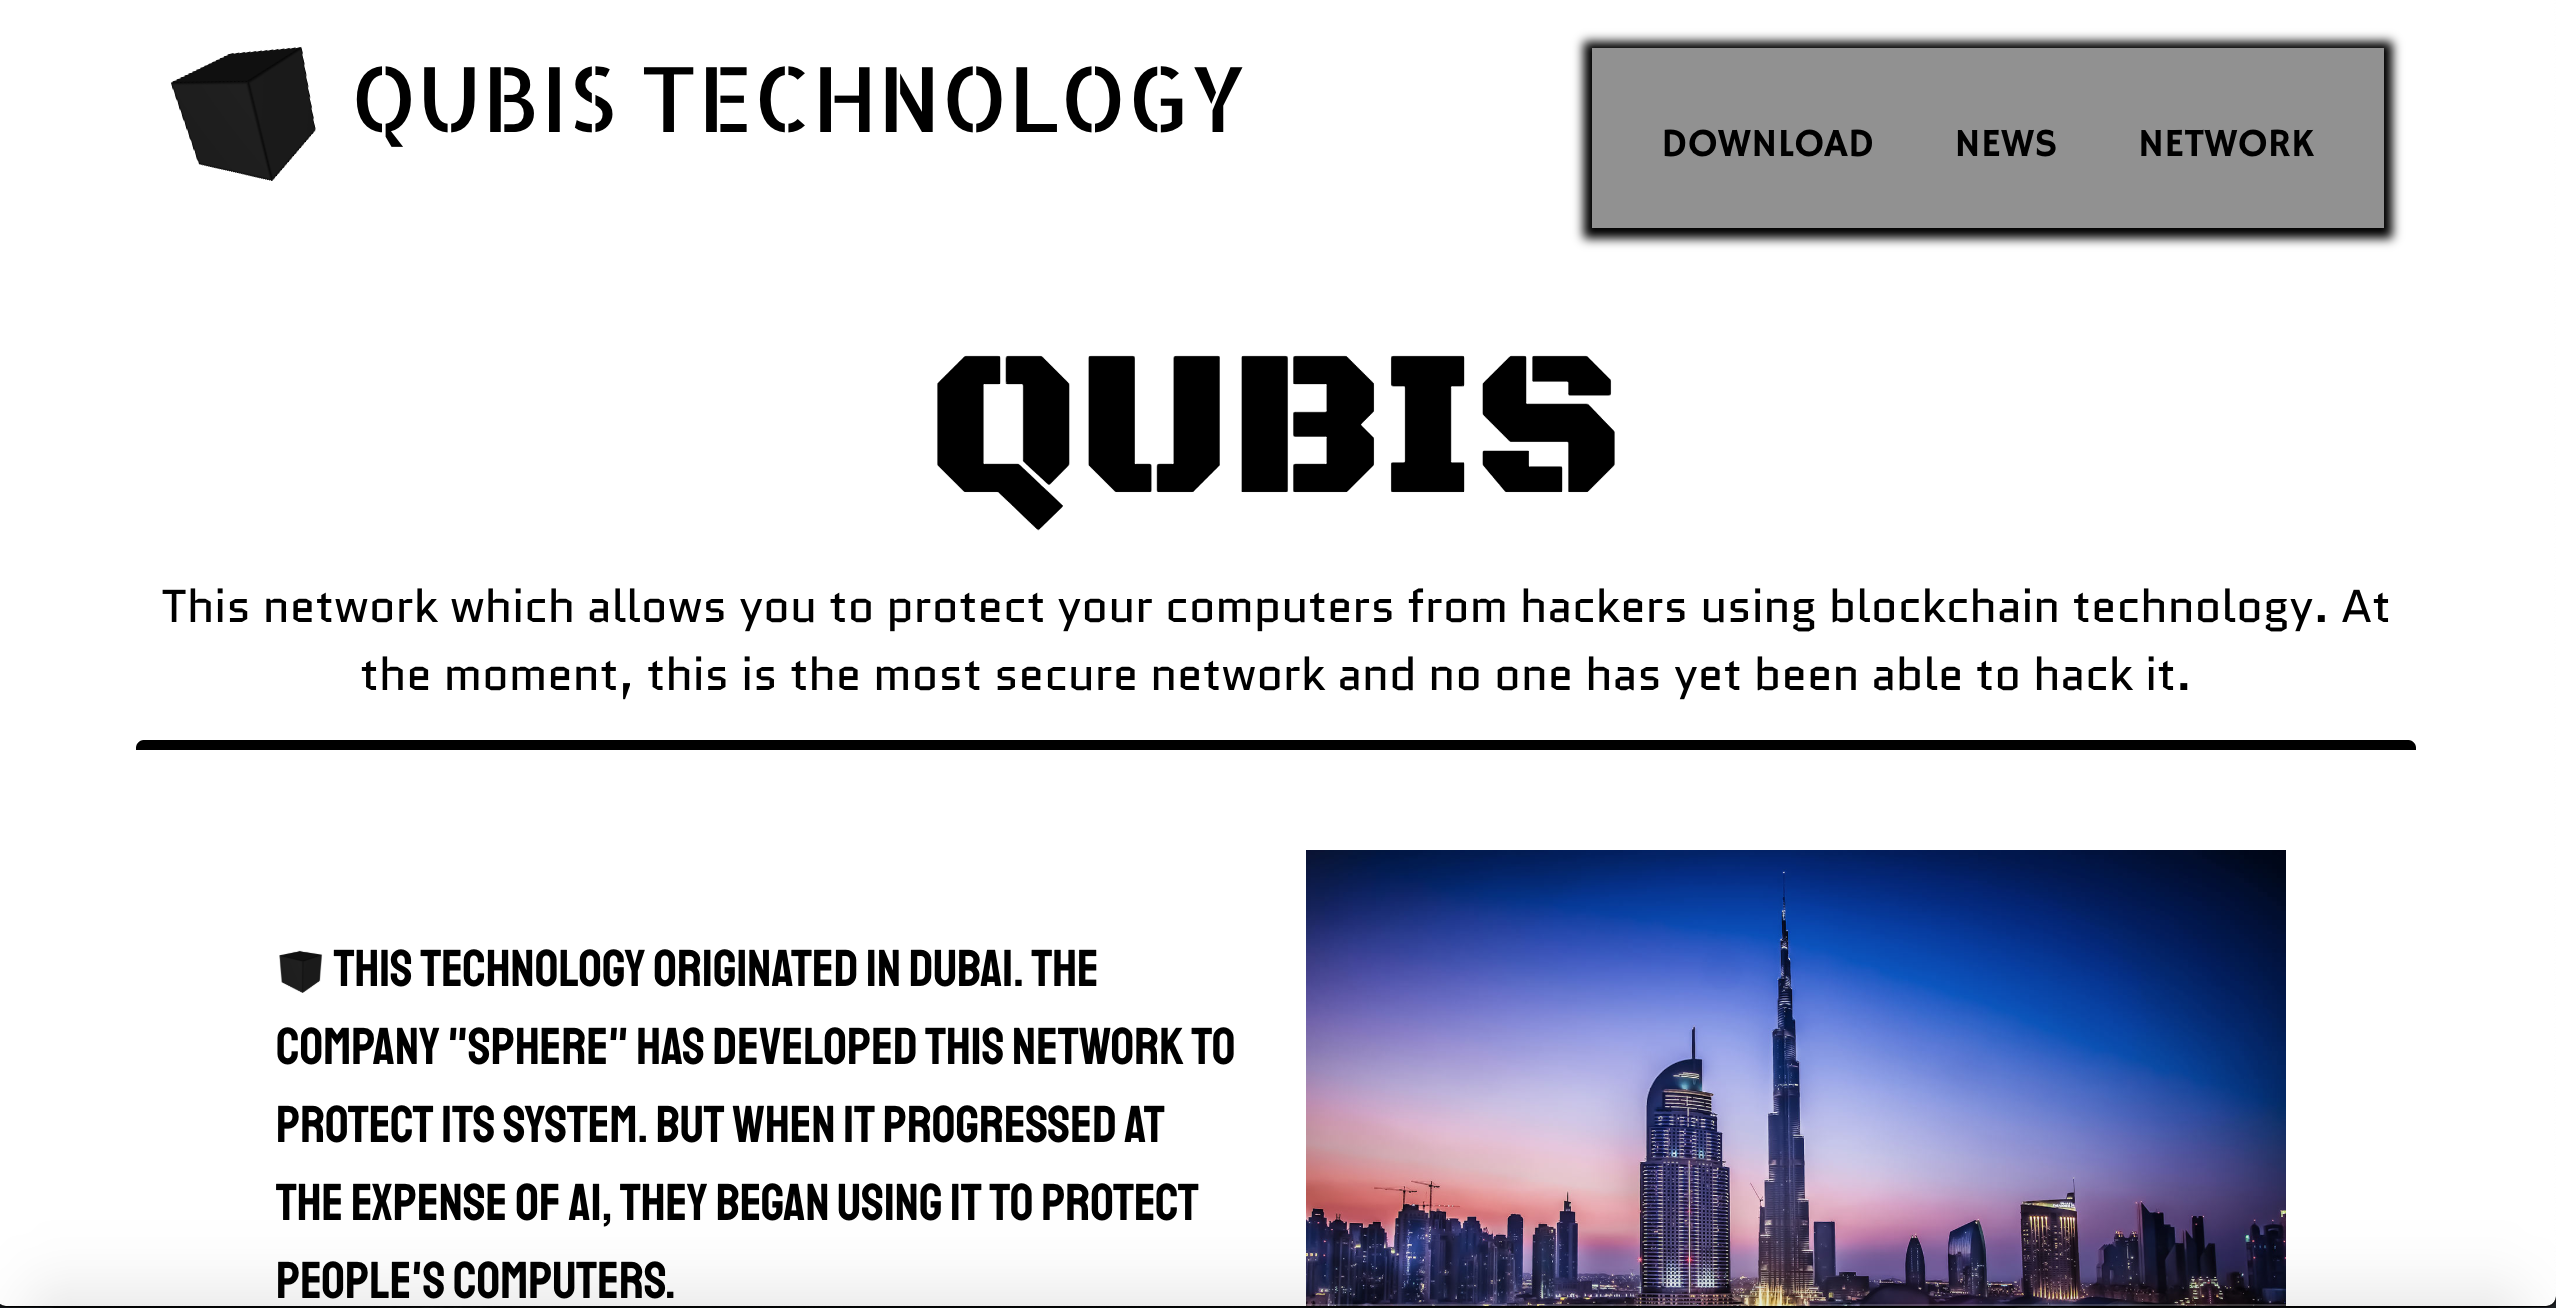 QUBIS TECHNOLOGY
DOWNLOAD NEWS NETWORK
QUBIS
This network which allows you to protect your computers from hackers using blockchain technology. At
the moment, this is the most secure network and no one has yet been able to hack it.
THIS TECHNOLOGY ORIGINATED IN DUBAI. THE
COMPANY "SPHERE" HAS DEVELOPED THIS NETWORK TO
PROTECT ITS SYSTEM. BUT WHEN IT PROGRESSED AT
THE EXPENSE OF AI, THEY BEGAN USING IT TO PROTECT
PEOPLE'S COMPUTERS.